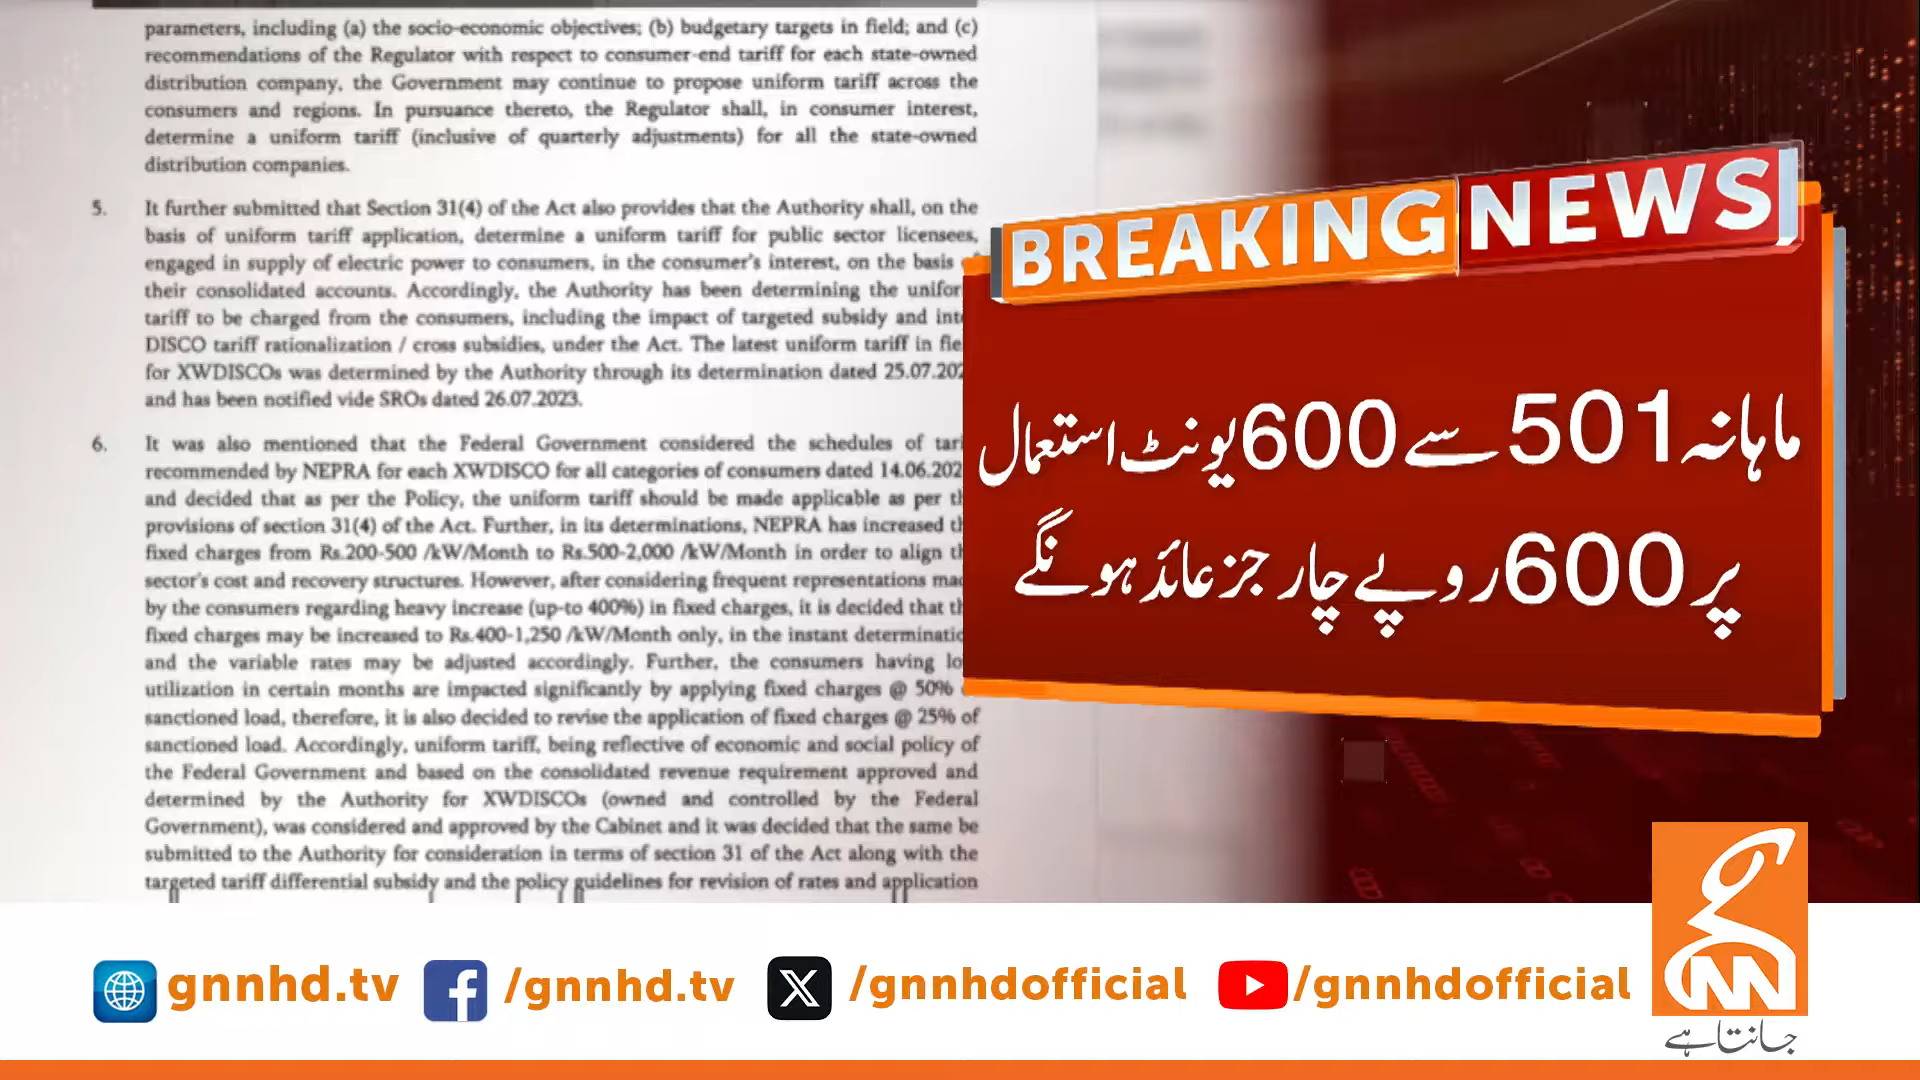 parameters, including (a) the socio-economic objectives; (b) budgetary targets in field; and (c)
recommendations of the Regulator with respect to consumer-end tariff for each state-owned
distribution company, the Government may continue to propose uniform tariff across the
consumers and regions. In pursuance thereto, the Regulator shall, in consumer interest,
determine a uniform tariff (inclusive of quarterly adjustments) for all the state-owned
distribution companies.
5. It further submitted that Section 31(4) of the Act also provides that the Authority shall, on the
basis of uniform tariff application, determine a uniform tariff for public sector licensees,
engaged in supply of electric power to consumers, in the consumer's interest, on the basis
their consolidated accounts. Accordingly, the Authority has been determining the
tariff to be charged from the consumers, including the impact of targeted subsidy and
DISCO tariff rationalization / cross subsidies, under the Act. The latest uniform tariff in
for XWDISCOs was determined by the Authority through its determination dated
and has been notified vide SROs dated 26.07.2023.
6. It was also mentioned that the Federal Government considered the schedules of
recommended by NEPRA for each XWDISCO for all categories of consumers dated
and decided that as per the Policy, the uniform tariff should be made applicable as per
provisions of section 31(4) of the Act. Further, in its determinations, NEPRA has increased
fixed charges from Rs.200-500 /kW/Month to Rs.500-2,000 /kW/Month in order to align
sector's cost and recovery structures. However, after considering frequent representations
by the consumers regarding heavy increase (up-to 400%) in fixed charges, it is decided that
fixed charges may be increased to Rs.400-1,250 /kW/Month only, in the instant
and the variable rates may be adjusted accordingly. Further, the consumers having
utilization in certain months are impacted significantly by applying fixed charges @ 50%
sanctioned load, therefore, it is also decided to revise the application of fixed charges @ 25% of
sanctioned load. Accordingly, uniform tariff, being reflective of economic and social policy of
the Federal Government and based on the consolidated revenue requirement approved and
determined by the Authority for XWDISCOs (owned and controlled by the Federal
Government), was considered and approved by the Cabinet and it was decided that the same be
submitted to the Authority for consideration in terms of section 31 of the Act along with the
targeted tariff differential subsidy and the policy guidelines for revision of rates and application
BREAKING NEWS
ماہانہ 501 سے 600 یونٹ استعمال
پر 600 روپے چارجز عائد ہونگے
gnnhd.tv /gnnhd.tv /gnnhdofficial /gnnhdofficial
GNN
جانتا ہے